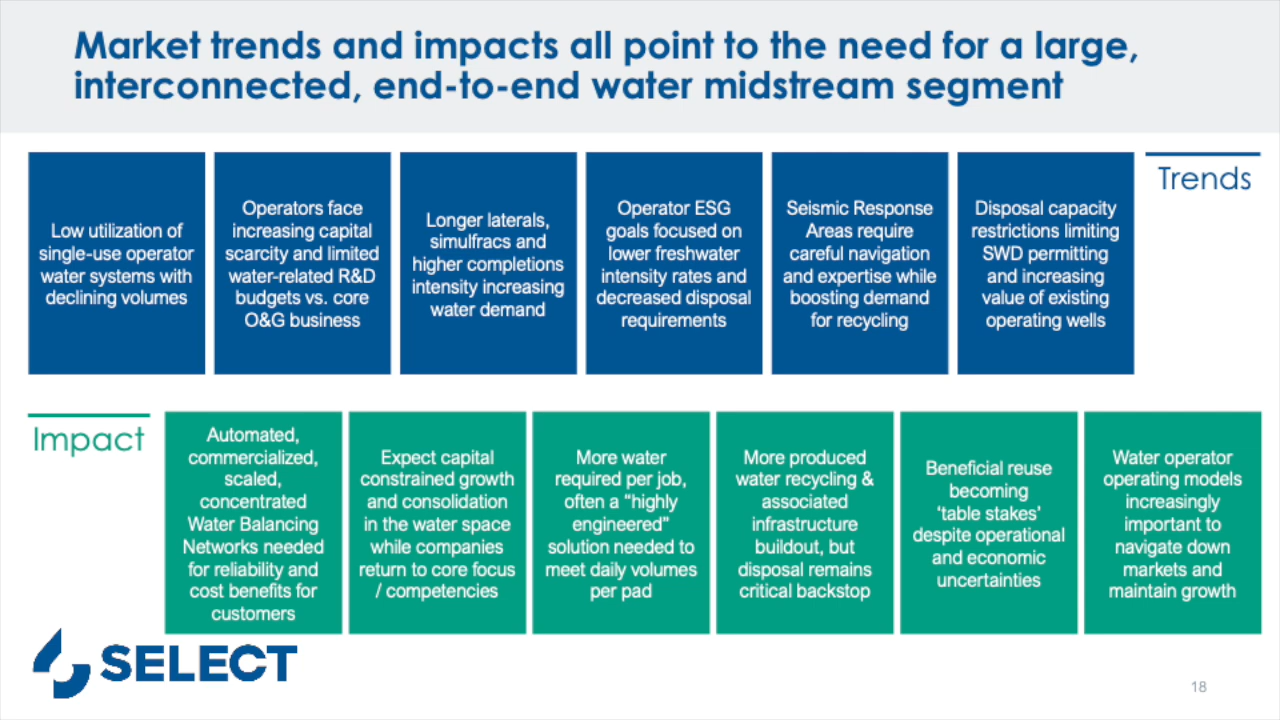 Market trends and impacts all point to the need for a large,
interconnected, end-to-end water midstream segment
Low utilization of
single-use operator
water systems with
declining volumes
Operators face
increasing capital
scarcity and limited
water-related R&D
budgets vs. core
O&G business
Longer laterals,
simulfracs and
higher completions
intensity increasing
water demand
Operator ESG
goals focused on
lower freshwater
intensity rates and
decreased disposal
requirements
Seismic Response
Areas require
careful navigation
and expertise while
boosting demand
for recycling
Disposal capacity
restrictions limiting
SWD permitting
and increasing
value of existing
operating wells
Trends
Impact
Automated,
commercialized,
scaled,
concentrated
Water Balancing
Networks needed
for reliability and
cost benefits for
customers
Expect capital
constrained growth
and consolidation
in the water space
while companies
return to core focus
/ competencies
More water
required per job,
often a “highly
engineered”
solution needed to
meet daily volumes
per pad
More produced
water recycling &
associated
infrastructure
buildout, but
disposal remains
critical backstop
Beneficial reuse
becoming
‘table stakes’
despite operational
and economic
uncertainties
Water operator
operating models
increasingly
important to
navigate down
markets and
maintain growth
SELECT
18